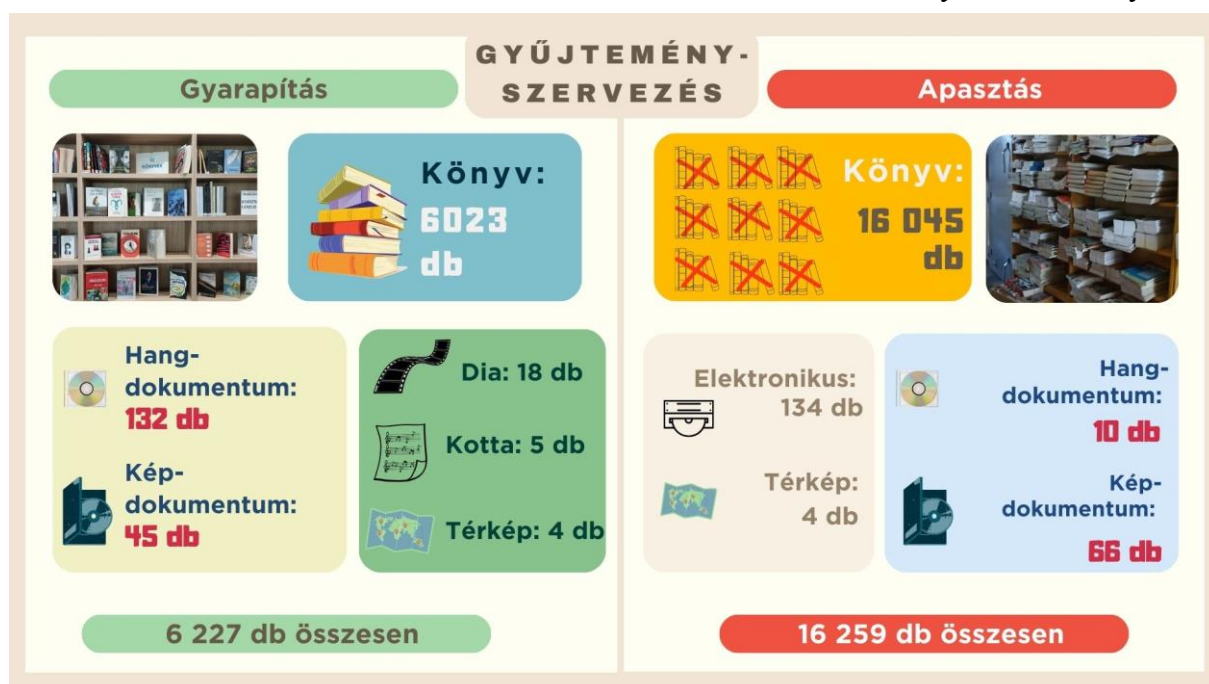 GYŰJTEMÉNY-
SZERVEZÉS
Gyarapítás
Könyv:
6023
db
Hang-
dokumentum:
132 db
Kép-
dokumentum:
45 db
Dia: 18 db
Kotta: 5 db
Térkép: 4 db
6 227 db összesen
Apasztás
Könyv:
16 045
db
Elektronikus:
134 db
Térkép:
4 db
Hang-
dokumentum:
10 db
Kép-
dokumentum:
66 db
16 259 db összesen